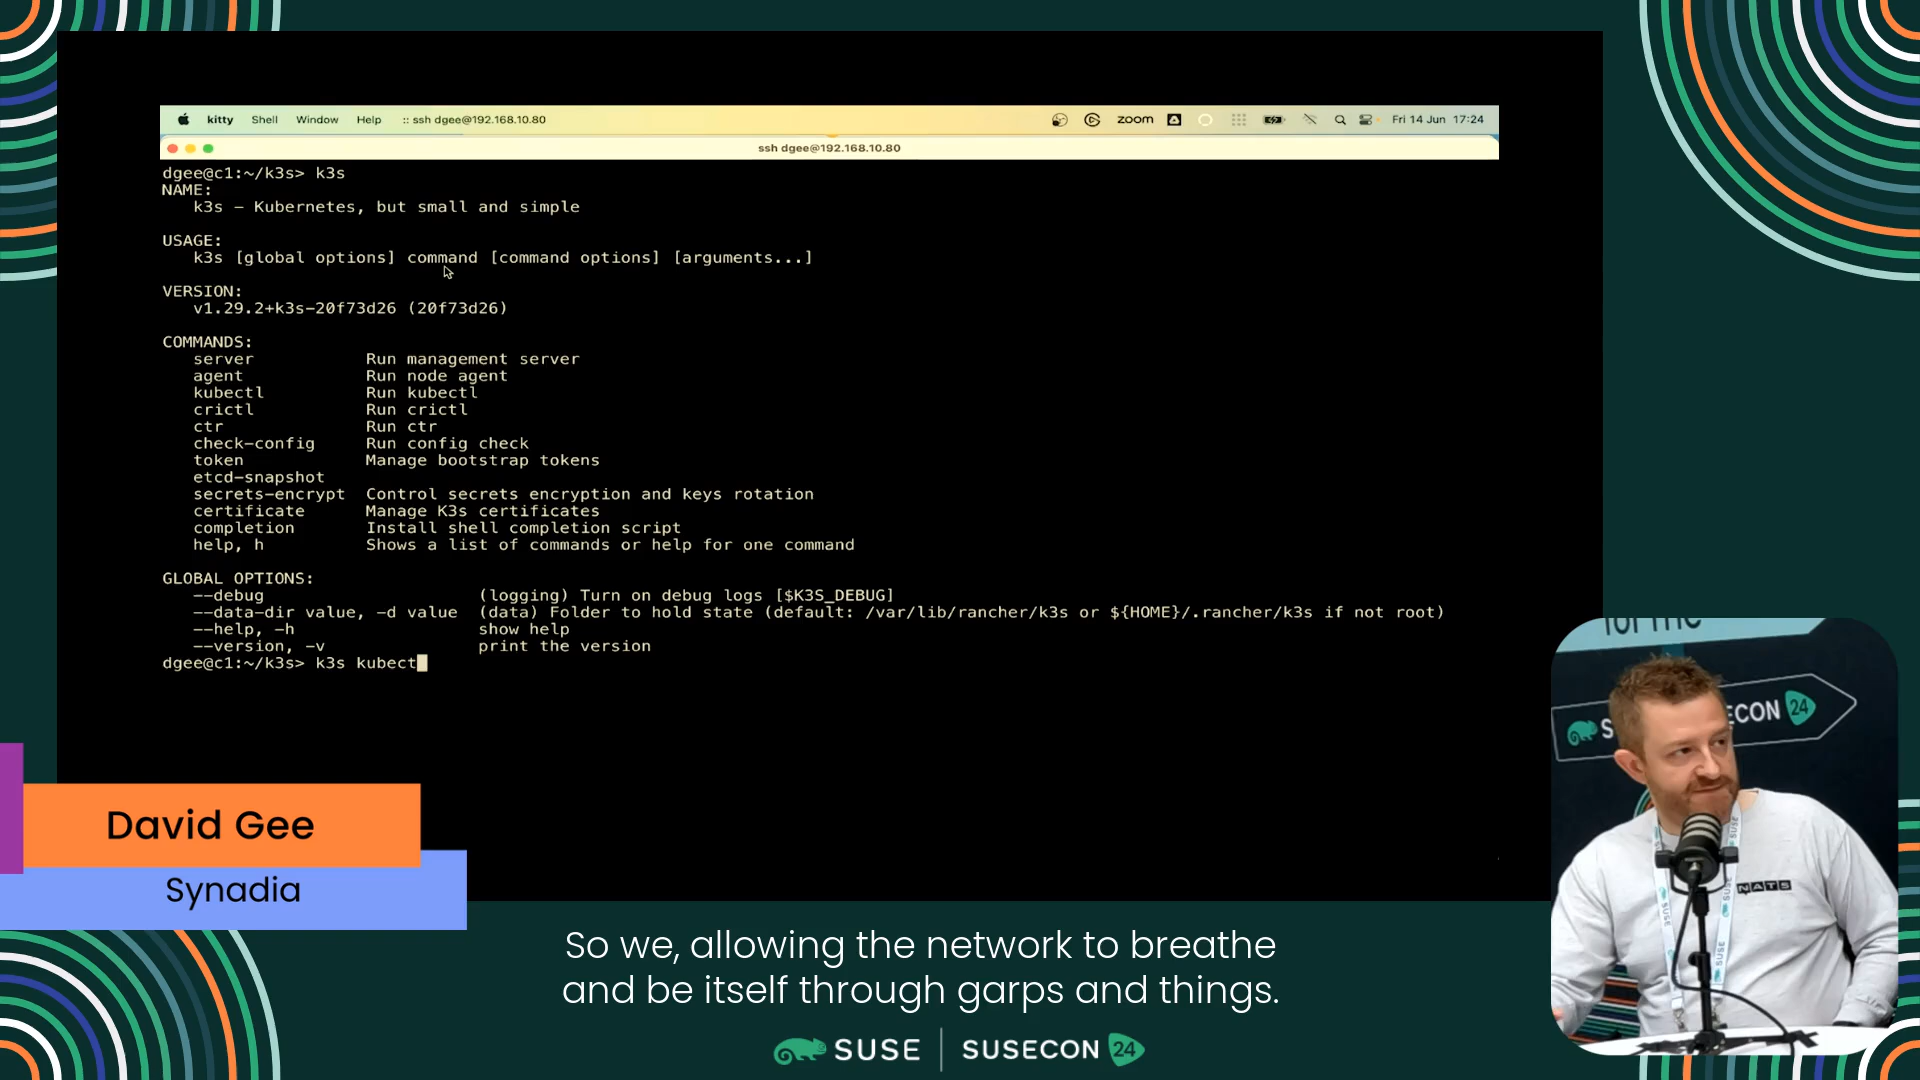 kitty Shell Window Help :: ssh dgee@192.168.10.80 zoom Fri 14 Jun 17:24
ssh dgee@192.168.10.80
dgee@c1:~/k3s> k3s
NAME:
k3s – Kubernetes, but small and simple
USAGE:
k3s [global options] command [command options] [arguments...]
VERSION:
v1.29.2+k3s-20f73d26 (20f73d26)
COMMANDS:
server Run management server
agent Run node agent
kubectl Run kubectl
crictl Run crictl
ctr Run ctr
check-config Run config check
token Manage bootstrap tokens
etcd-snapshot
secrets-encrypt Control secrets encryption and keys rotation
certificate Manage K3s certificates
completion Install shell completion script
help, h Shows a list of commands or help for one command
GLOBAL OPTIONS:
--debug (logging) Turn on debug logs [$K3S_DEBUG]
--data-dir value, -d value (data) Folder to hold state (default: /var/lib/rancher/k3s or ${HOME}/.rancher/k3s if not root)
--help, -h show help
--version, -v print the version
dgee@c1:~/k3s> k3s kubect
David Gee
Synadia
So we, allowing the network to breathe
and be itself through garps and things.
SUSE SUSECON 24
ECON 24
NATS
SUSE